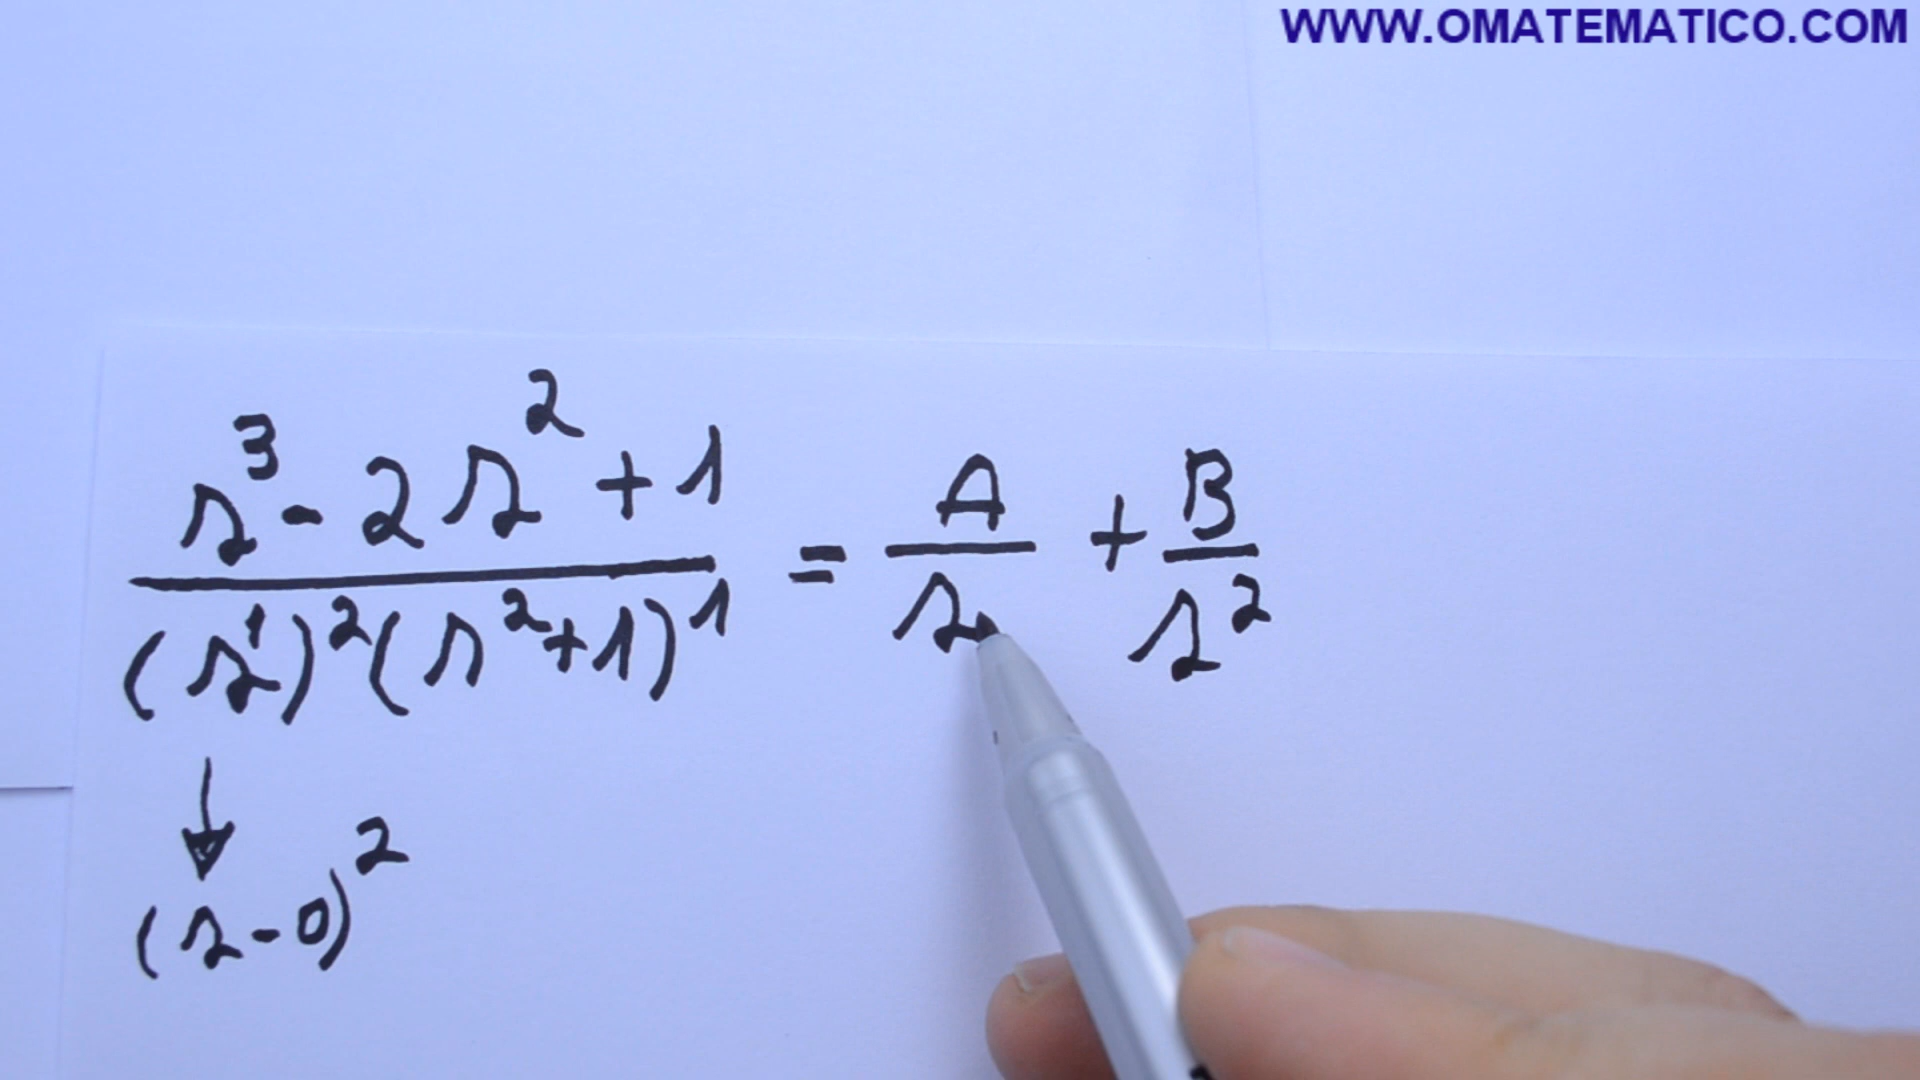 WWW.OMATEMATICO.COM
s³ - 2s² + 1 / (s¹)² (s² + 1)¹ = A / s + B / s²
(s - 0)²